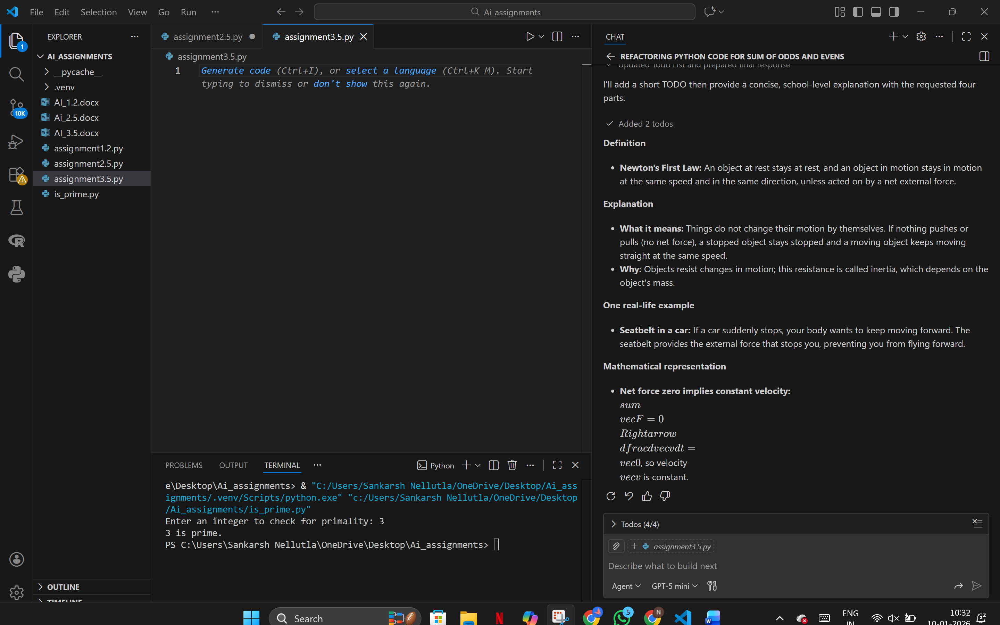 File Edit Selection View Go Run ···
Ai_assignments
EXPLORER
1
AI_ASSIGNMENTS
__pycache__
.venv
AI_1.2.docx
10K
Ai_2.5.docx
AI_3.5.docx
assignment1.2.py
assignment2.5.py
assignment3.5.py
is_prime.py
OUTLINE
TIMELINE
assignment2.5.py
assignment3.5.py
assignment3.5.py
1
Generate code (Ctrl+I), or select a language (Ctrl+K M). Start
typing to dismiss or don't show this again.
PROBLEMS OUTPUT TERMINAL ···
Python
e\Desktop\Ai_assignments> & "C:/Users/Sankarsh Nellutla/OneDrive/Desktop/Ai_ass
ignments/.venv/Scripts/python.exe" "c:/Users/Sankarsh Nellutla/OneDrive/Desktop
/Ai_assignments/is_prime.py"
Enter an integer to check for primality: 3
3 is prime.
PS C:\Users\Sankarsh Nellutla\OneDrive\Desktop\Ai_assignments>
CHAT
REFACTORING PYTHON CODE FOR SUM OF ODDS AND EVENS
Updated Todo List and prepared final response
I'll add a short TODO then provide a concise, school-level explanation with the requested four
parts.
Added 2 todos
Definition
• Newton's First Law: An object at rest stays at rest, and an object in motion stays in motion
at the same speed and in the same direction, unless acted on by a net external force.
Explanation
• What it means: Things do not change their motion by themselves. If nothing pushes or
pulls (no net force), a stopped object stays stopped and a moving object keeps moving
straight at the same speed.
• Why: Objects resist changes in motion; this resistance is called inertia, which depends on the
object's mass.
One real-life example
• Seatbelt in a car: If a car suddenly stops, your body wants to keep moving forward. The
seatbelt provides the external force that stops you, preventing you from flying forward.
Mathematical representation
• Net force zero implies constant velocity:
sum
vecF = 0
Rightarrow
dfracdvecvdt =
vec0, so velocity
vecv is constant.
Todos (4/4)
assignment3.5.py
Describe what to build next
Agent GPT-5 mini
Search
5
N
ENG
IN
10:32
10-01-2026